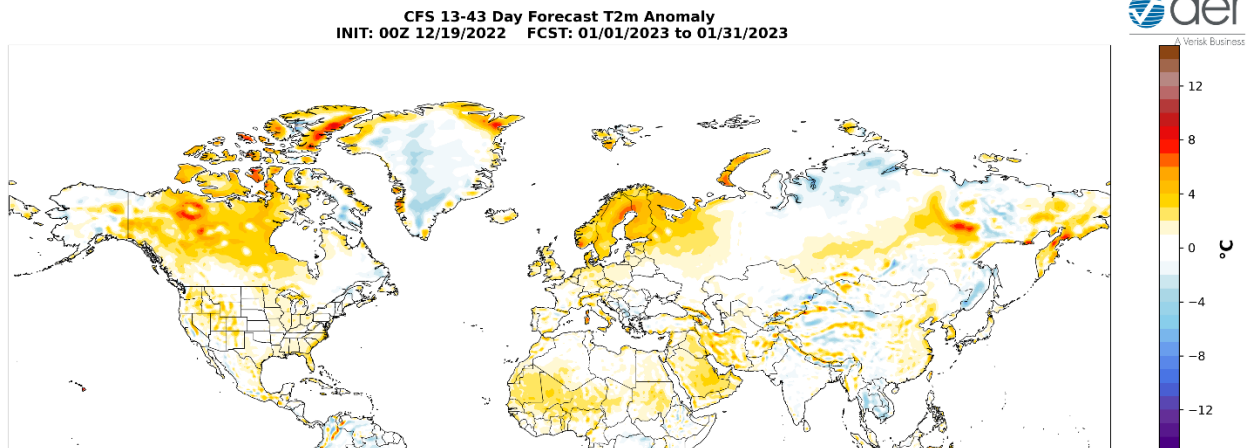 CFS 13-43 Day Forecast T2m Anomaly
INIT: 00Z 12/19/2022 FCST: 01/01/2023 to 01/31/2023
aer
A Verisk Business
12
8
4
0
−4
−8
−12
°C